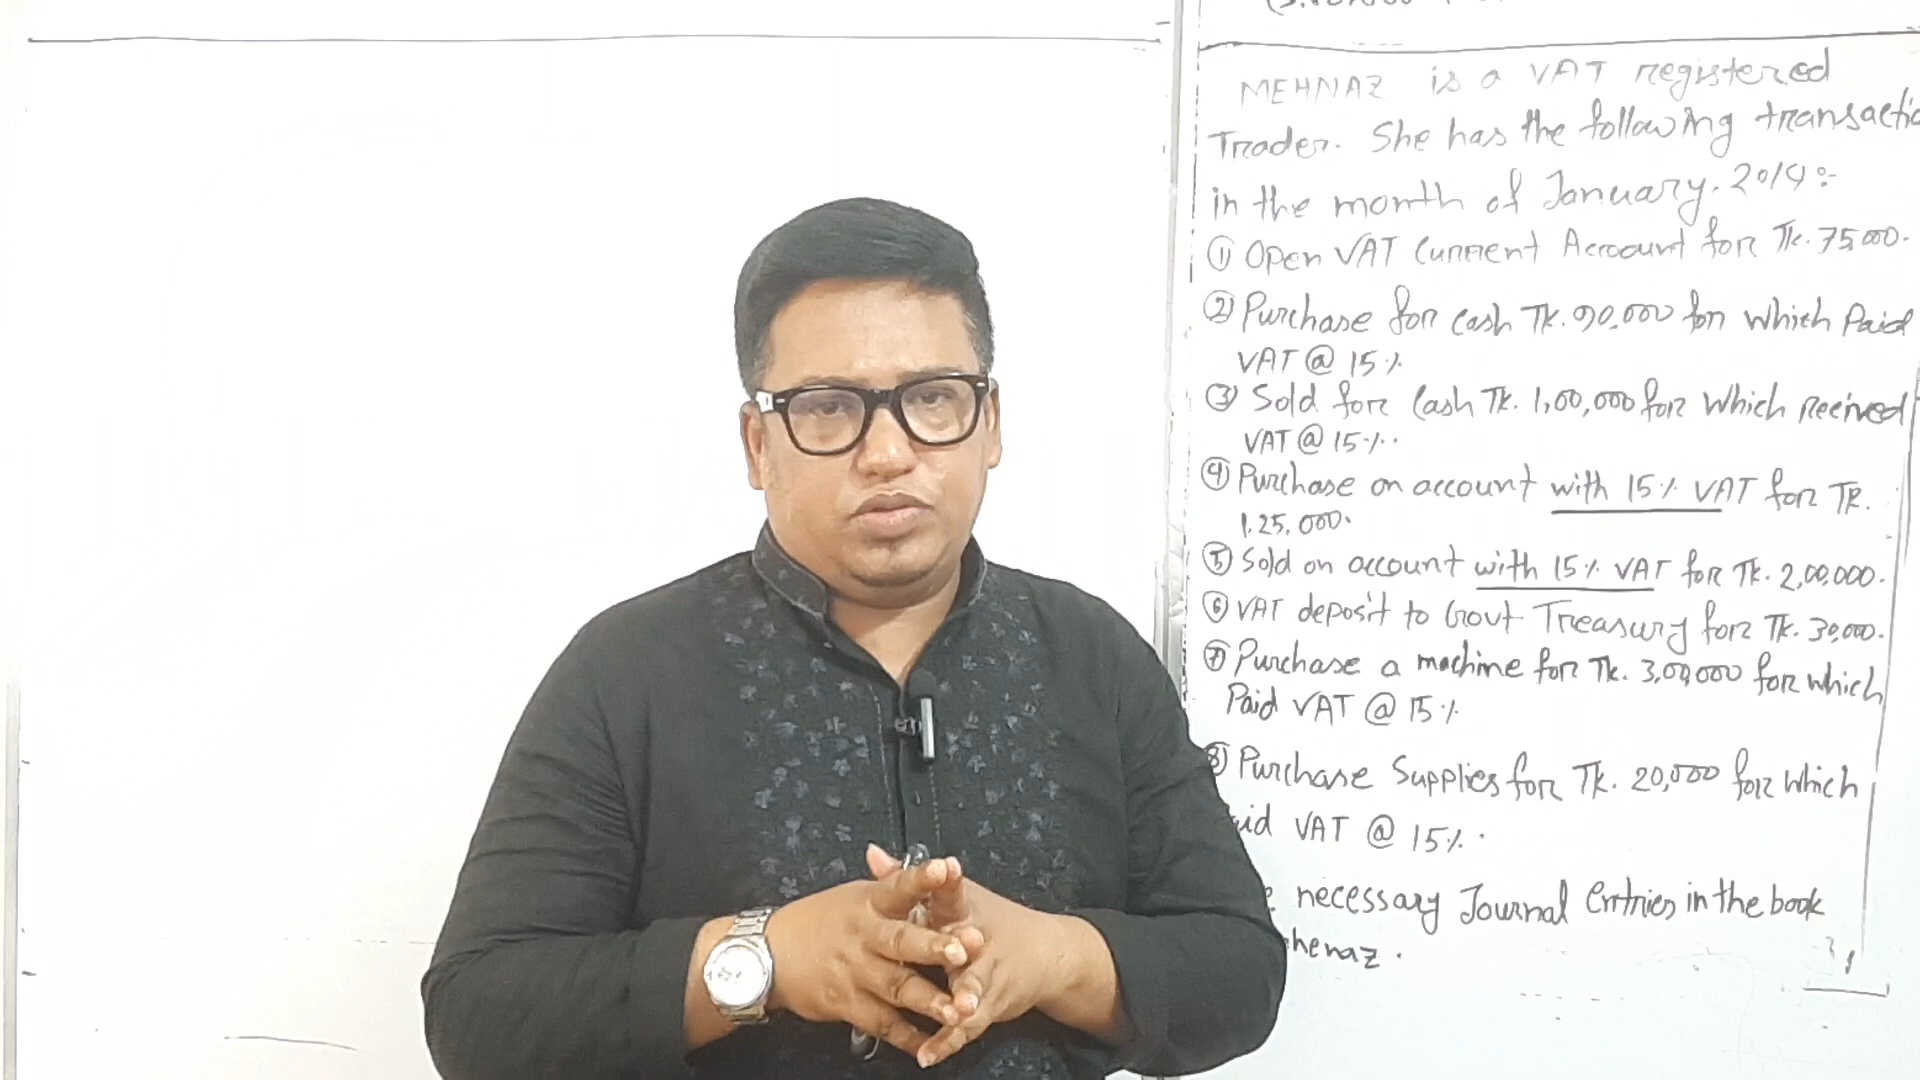 MEHNAZ is a VAT registered
Trader. She has the following transactio
in the month of January. 2014:-
① Open VAT Current Account for Tk. 75,000.
② Purchase for cash Tk. 90,000 for which Paid
VAT @ 15%
③ Sold for Cash Tk. 1,00,000 for which received
VAT @ 15%.
④ Purchase on account with 15% VAT for TK.
1,25,000.
⑤ Sold on account with 15% VAT for Tk. 2,00,000.
⑥ VAT deposit to Govt Treasury for Tk. 30,000.
⑦ Purchase a machine for Tk. 3,00,000 for which
Paid VAT @ 15%
⑧ Purchase Supplies for Tk. 20,000 for which
aid VAT @ 15%.
necessary Journal Entries in the book
henaz.